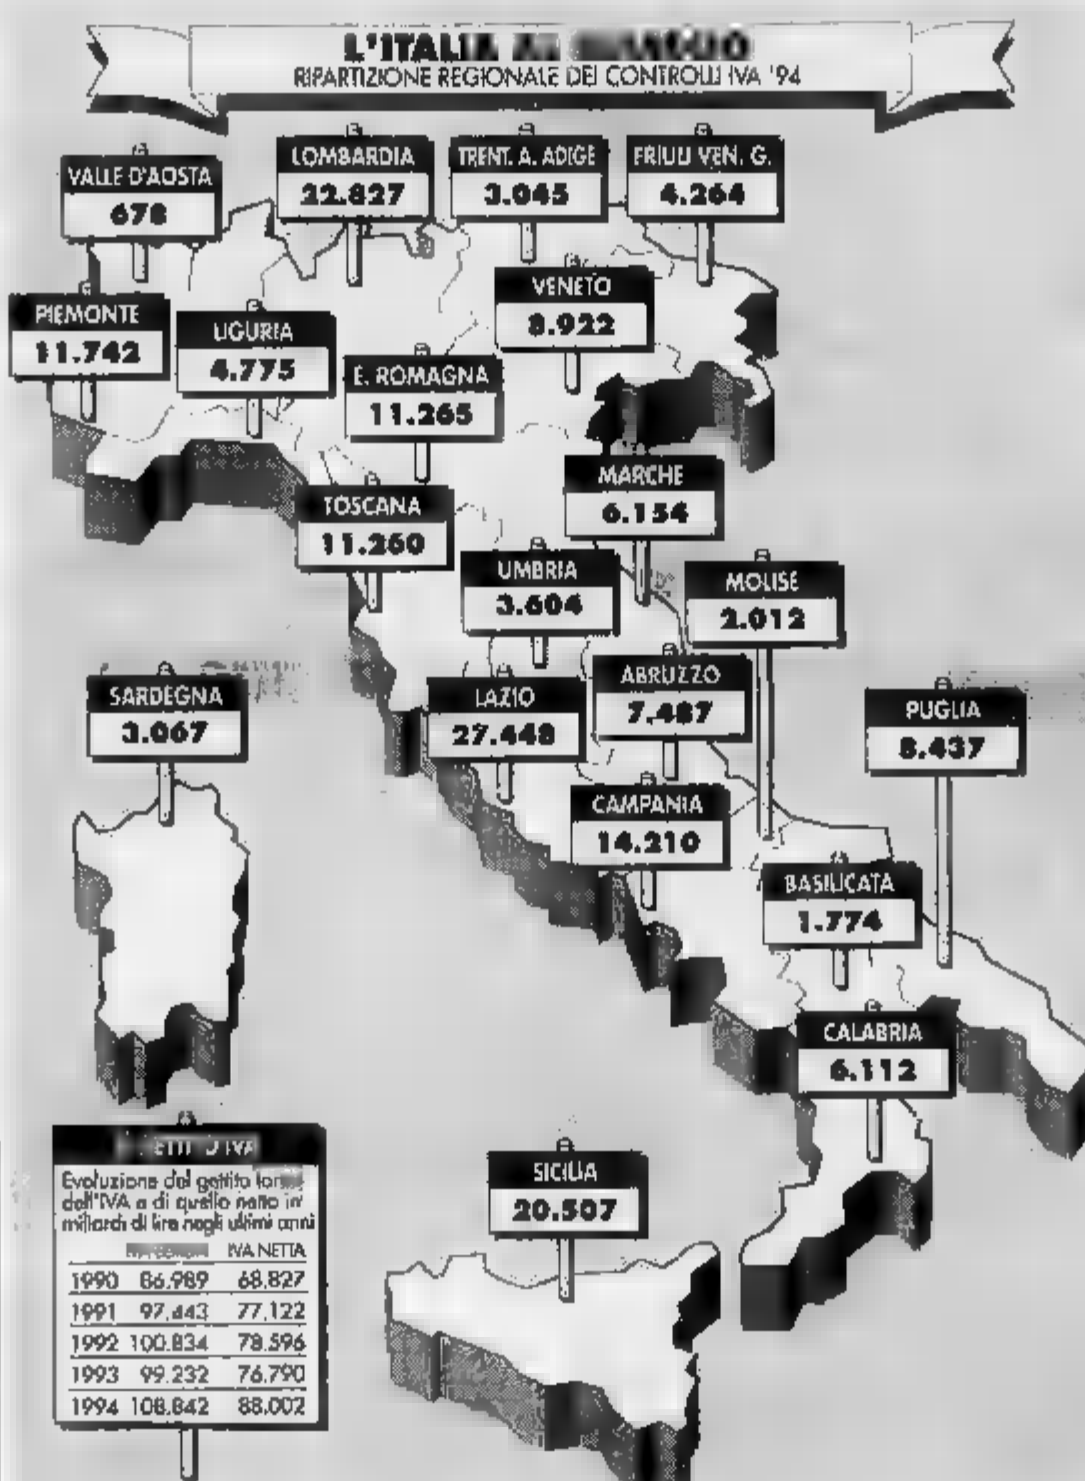 L'ITALIA
RIPARTIZIONE REGIONALE DEI CONTROLLI IVA '94
VALLE D'AOSTA
678
LOMBARDIA
22.827
TRENT. A. ADIGE
3.045
FRIULI VEN. G.
4.264
PIEMONTE
11.742
LIGURIA
4.775
E. ROMAGNA
11.265
VENETO
8.922
TOSCANA
11.260
MARCHE
6.154
UMBRIA
3.604
MOLISE
2.012
SARDEGNA
3.067
LAZIO
27.448
ABRUZZO
7.487
PUGLIA
8.437
CAMPANIA
14.210
BASILICATA
1.774
CALABRIA
6.112
SICILIA
20.507
IVA
Evoluzione del gettito
dell'IVA e di quello netto in
miliardi di lire negli ultimi anni
IVA NETTA
1990 86.989 68.827
1991 97.443 77.122
1992 100.834 78.596
1993 99.232 76.790
1994 108.842 88.002